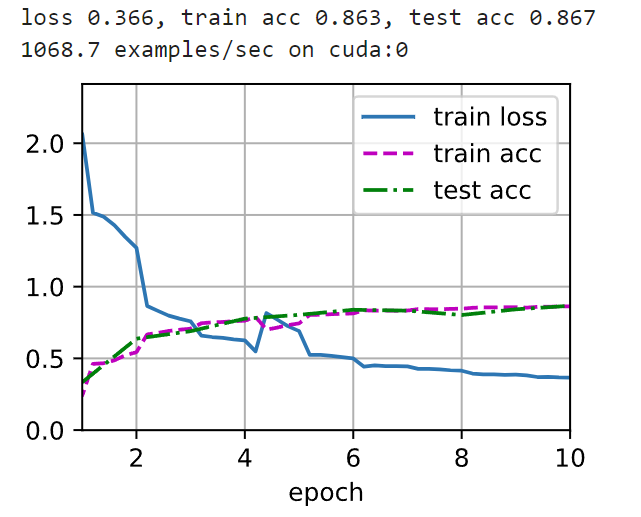 loss 0.366, train acc 0.863, test acc 0.867
1068.7 examples/sec on cuda:0
train loss
train acc
test acc
2.0
1.5
1.0
0.5
0.0
2 4 6 8 10
epoch